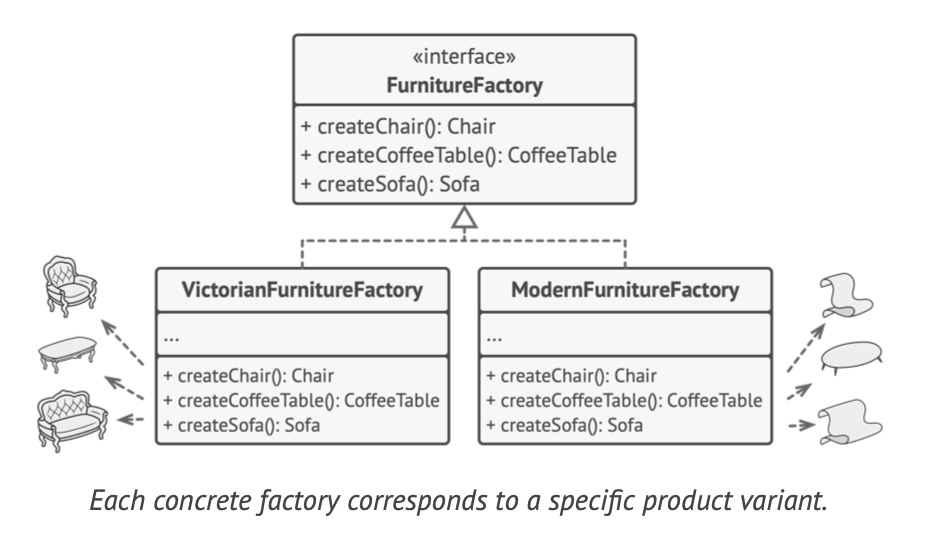 «interface»
FurnitureFactory
+ createChair(): Chair
+ createCoffeeTable(): CoffeeTable
+ createSofa(): Sofa
VictorianFurnitureFactory
...
+ createChair(): Chair
+ createCoffeeTable(): CoffeeTable
+ createSofa(): Sofa
ModernFurnitureFactory
...
+ createChair(): Chair
+ createCoffeeTable(): CoffeeTable
+ createSofa(): Sofa
Each concrete factory corresponds to a specific product variant.